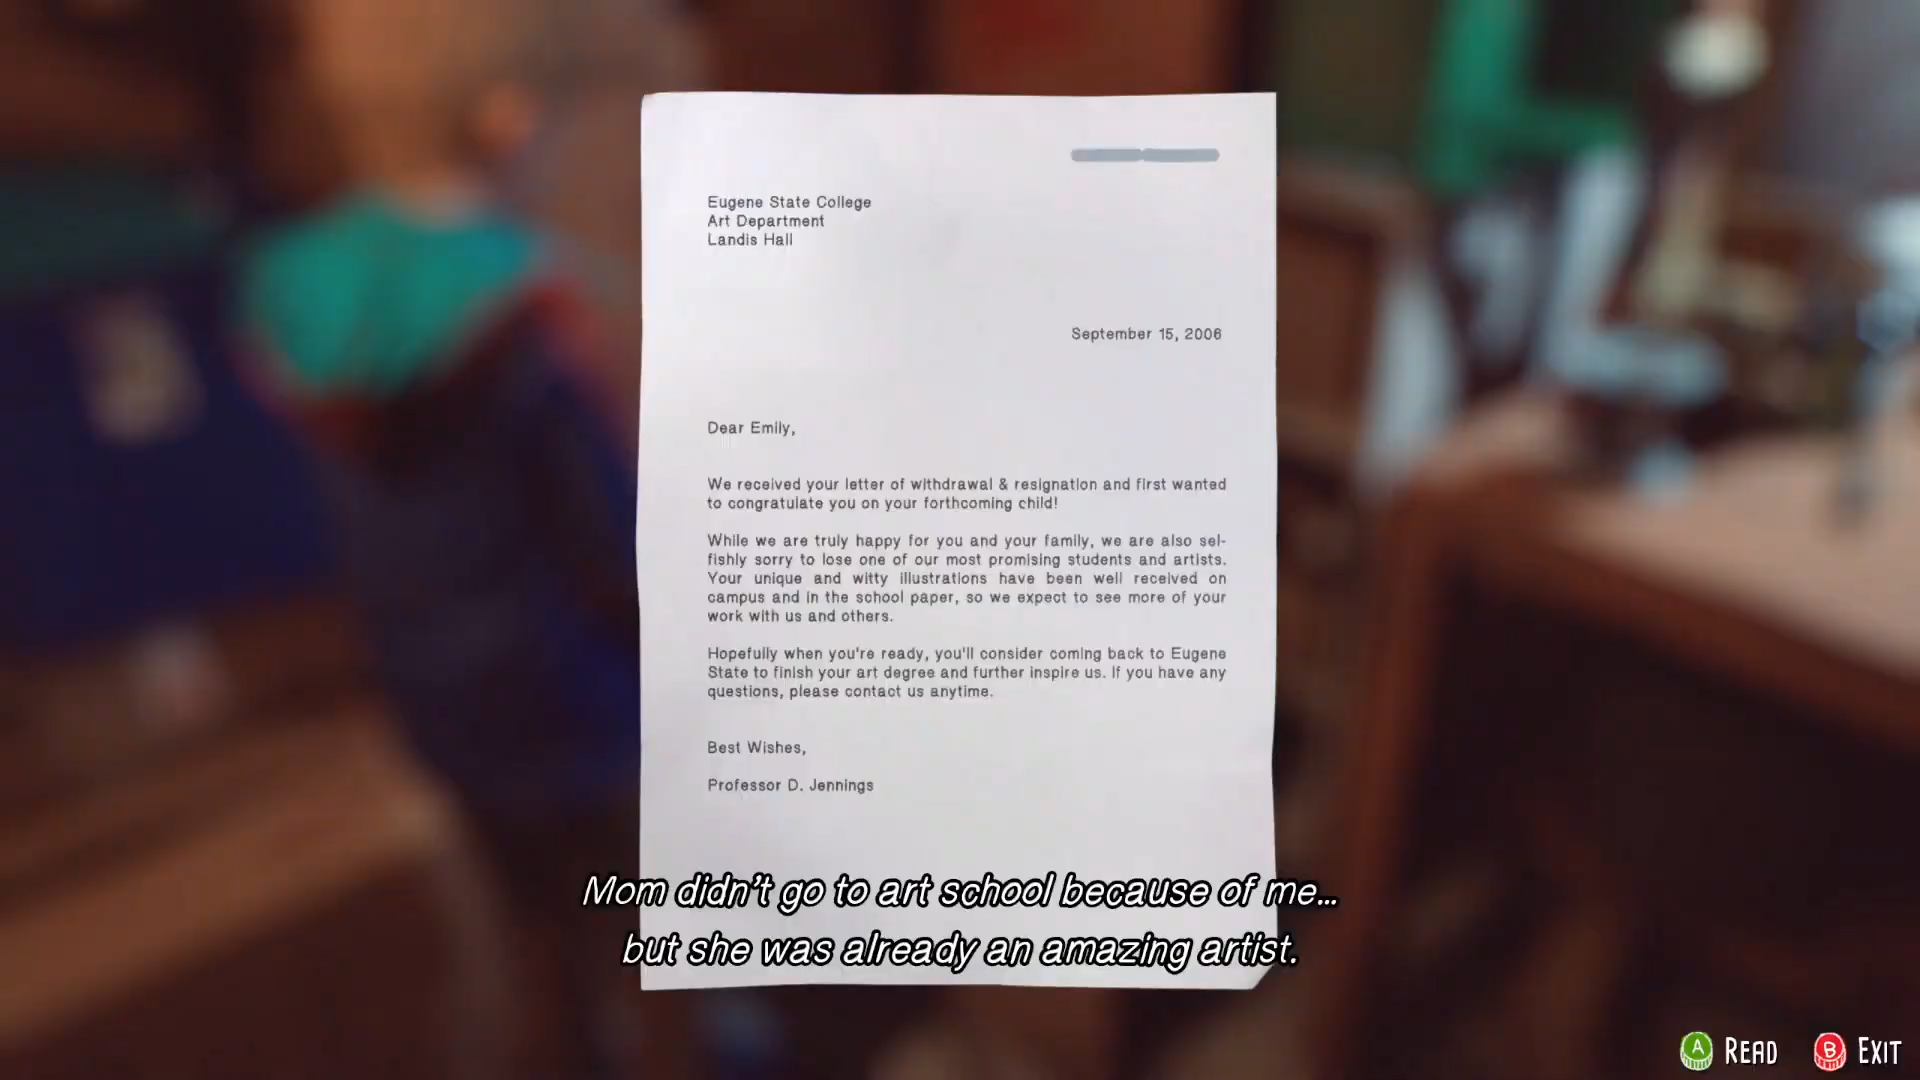 Eugene State College
Art Department
Landis Hall
September 15, 2006
Dear Emily,
We received your letter of withdrawal & resignation and first wanted
to congratulate you on your forthcoming child!
While we are truly happy for you and your family, we are also sel-
fishly sorry to lose one of our most promising students and artists.
Your unique and witty illustrations have been well received on
campus and in the school paper, so we expect to see more of your
work with us and others.
Hopefully when you're ready, you'll consider coming back to Eugene
State to finish your art degree and further inspire us. If you have any
questions, please contact us anytime.
Best Wishes,
Professor D. Jennings
Mom didn't go to art school because of me...
but she was already an amazing artist.
A READ B EXIT